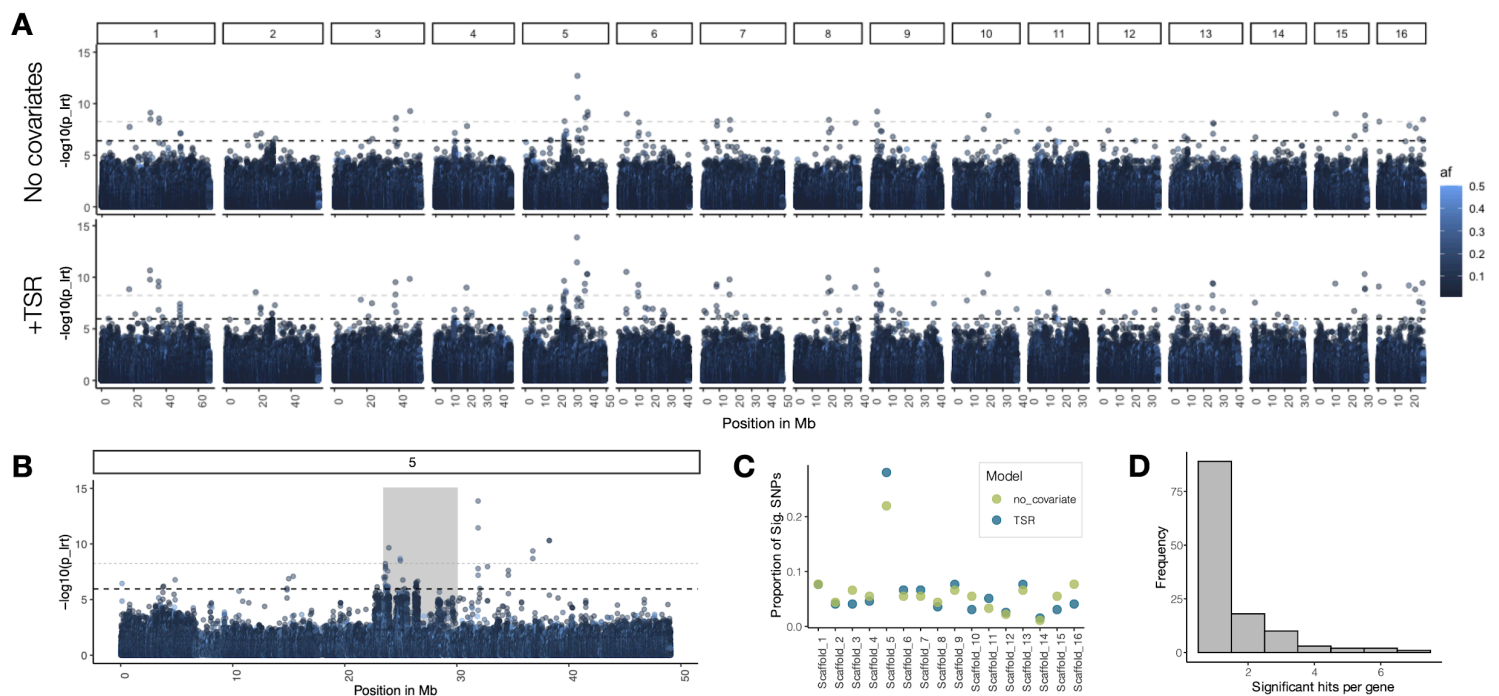 A
1 2 3 4 5 6 7 8 9 10 11 12 13 14 15 16
No covariates
-log10(p_lrt)
15
10
5
0
+TSR
-log10(p_lrt)
15
10
5
0
0 20 40 60 0 20 40 0 20 40 0 10 20 30 40 0 10 20 30 40 50 0 10 20 30 40 0 10 20 30 40 50 0 10 20 30 40 0 10 20 30 40 0 10 20 30 40 0 10 20 30 0 10 20 30 0 10 20 30 40 0 10 20 30 0 10 20 30 0 10 20
Position in Mb
af
0.5
0.4
0.3
0.2
0.1
B
5
−log10(p_lrt)
15
10
5
0
0 10 20 30 40 50
Position in Mb
C
Proportion of Sig. SNPs
0.2
0.1
0.0
Model
no_covariate
TSR
Scaffold_1
Scaffold_2
Scaffold_3
Scaffold_4
Scaffold_5
Scaffold_6
Scaffold_7
Scaffold_8
Scaffold_9
Scaffold_10
Scaffold_11
Scaffold_12
Scaffold_13
Scaffold_14
Scaffold_15
Scaffold_16
D
Frequency
75
50
25
0
2 4 6
Significant hits per gene